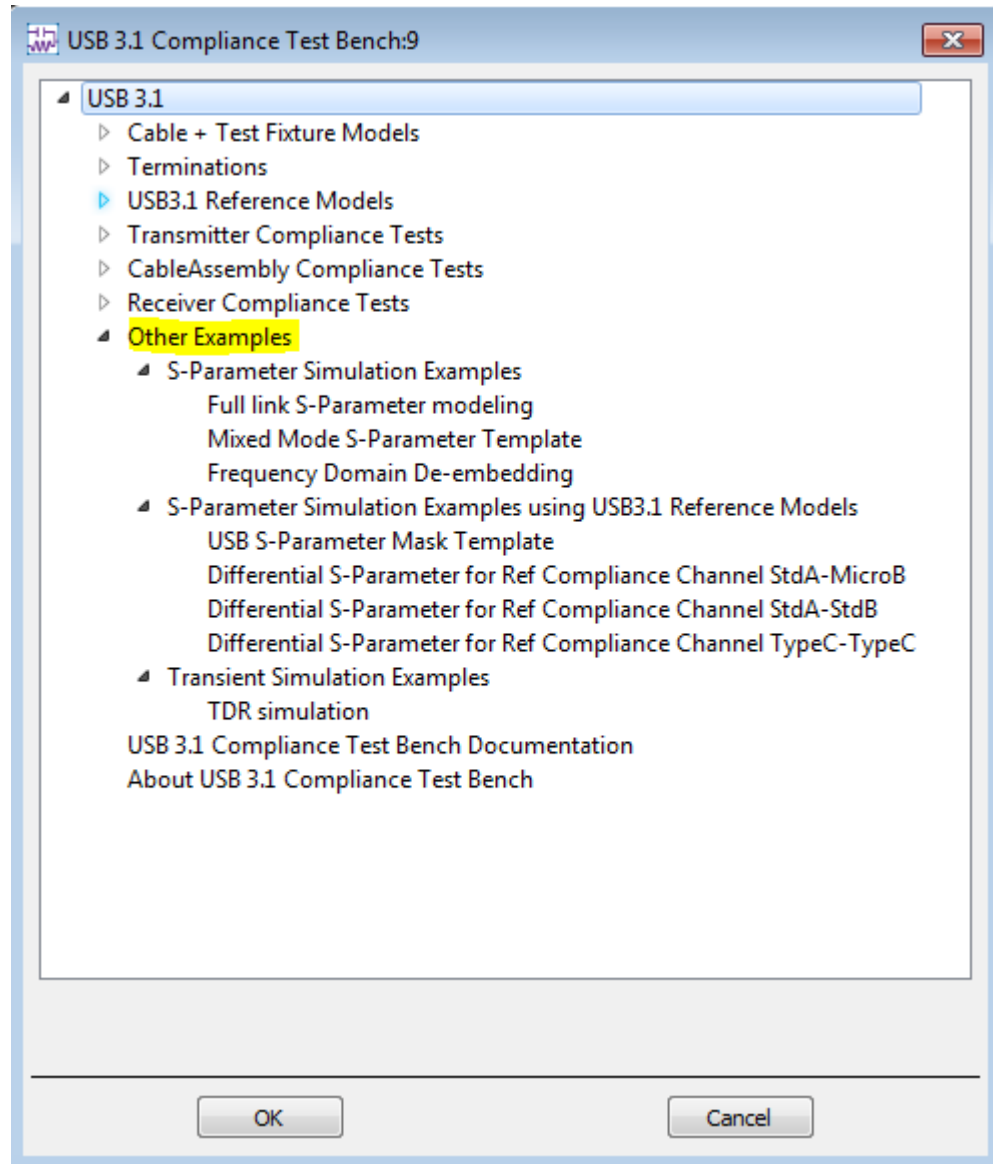 USB 3.1 Compliance Test Bench:9
USB 3.1
Cable + Test Fixture Models
Terminations
USB3.1 Reference Models
Transmitter Compliance Tests
CableAssembly Compliance Tests
Receiver Compliance Tests
Other Examples
S-Parameter Simulation Examples
Full link S-Parameter modeling
Mixed Mode S-Parameter Template
Frequency Domain De-embedding
S-Parameter Simulation Examples using USB3.1 Reference Models
USB S-Parameter Mask Template
Differential S-Parameter for Ref Compliance Channel StdA-MicroB
Differential S-Parameter for Ref Compliance Channel StdA-StdB
Differential S-Parameter for Ref Compliance Channel TypeC-TypeC
Transient Simulation Examples
TDR simulation
USB 3.1 Compliance Test Bench Documentation
About USB 3.1 Compliance Test Bench
OK Cancel